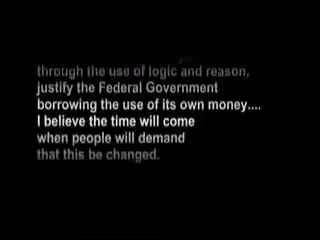 through the use of logic and reason,
justify the Federal Government
borrowing the use of its own money....
I believe the time will come
when people will demand
that this be changed.